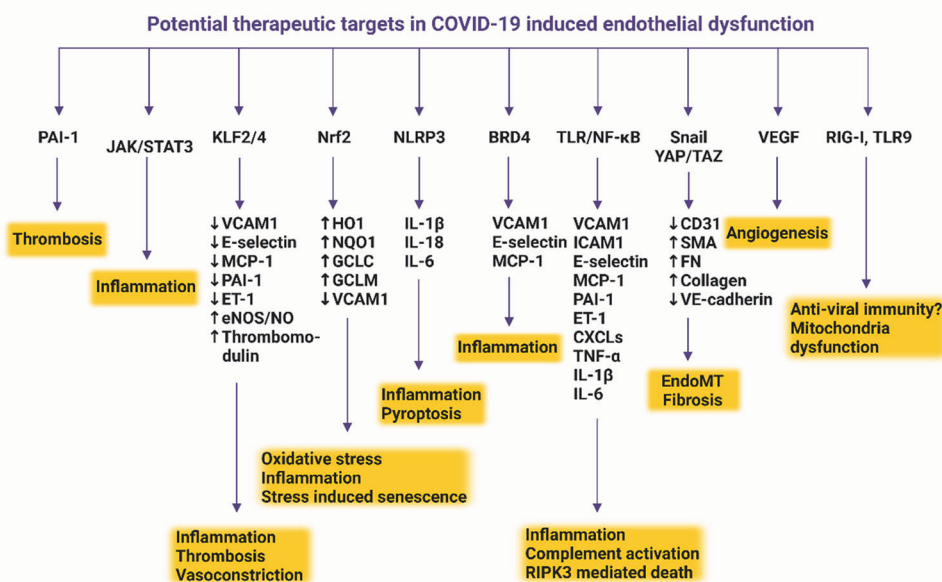 Potential therapeutic targets in COVID-19 induced endothelial dysfunction
PAI-1
Thrombosis
JAK/STAT3
Inflammation
KLF2/4
↓VCAM1
↓E-selectin
↓MCP-1
↓PAI-1
↓ET-1
↑eNOS/NO
↑Thrombomo-
dulin
Inflammation
Thrombosis
Vasoconstriction
Nrf2
↑HO1
↑NQO1
↑GCLC
↑GCLM
↓VCAM1
Oxidative stress
Inflammation
Stress induced senescence
NLRP3
IL-1β
IL-18
IL-6
Inflammation
Pyroptosis
BRD4
VCAM1
E-selectin
MCP-1
Inflammation
TLR/NF-κB
VCAM1
ICAM1
E-selectin
MCP-1
PAI-1
ET-1
CXCLs
TNF-α
IL-1β
IL-6
Inflammation
Complement activation
RIPK3 mediated death
Snail
YAP/TAZ
↓CD31
↑SMA
↑FN
↑Collagen
↓VE-cadherin
EndoMT
Fibrosis
VEGF
Angiogenesis
RIG-I, TLR9
Anti-viral immunity?
Mitochondria
dysfunction